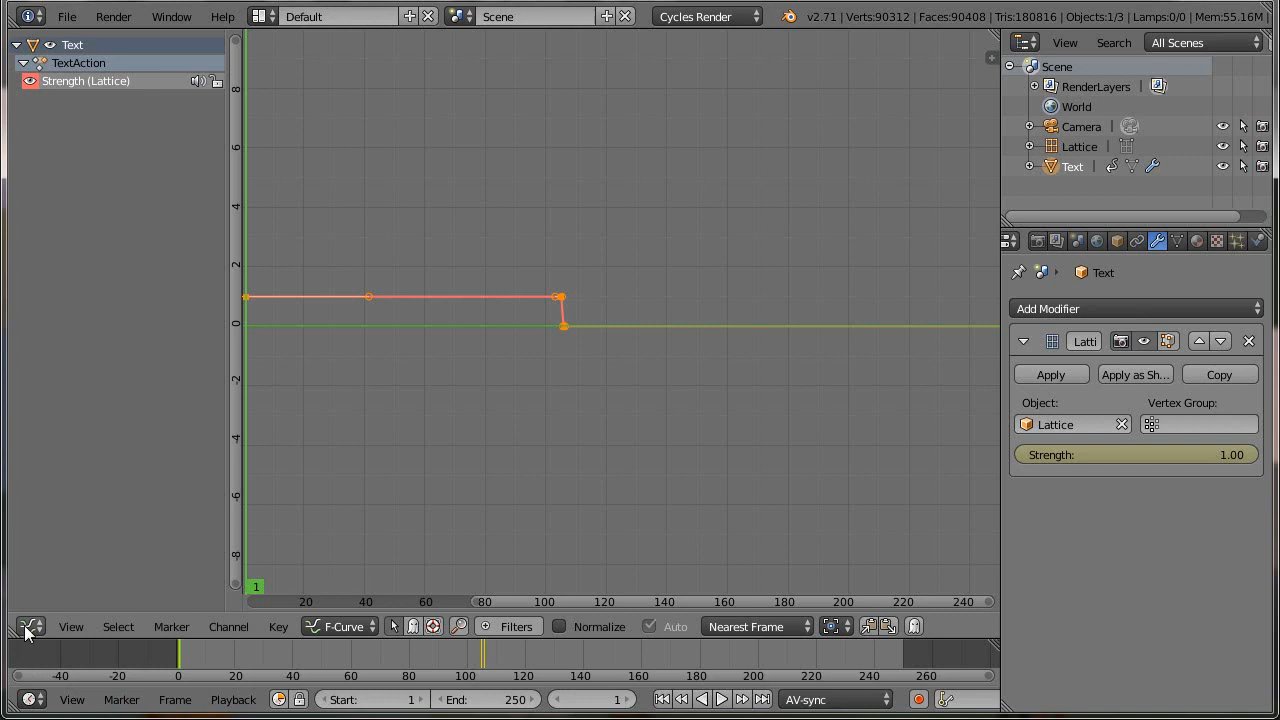 File Render Window Help Default Scene Cycles Render v2.71 | Verts:90312 | Faces:90408 | Tris:180816 | Objects:1/3 | Lamps:0/0 | Mem:55.16M |
Text
TextAction
Strength (Lattice)
8
6
4
2
0
-2
-4
-6
-8
1
20 40 60 80 100 120 140 160 180 200 220 240
View Select Marker Channel Key F-Curve Filters Normalize Auto Nearest Frame
-40 -20 0 20 40 60 80 100 120 140 160 180 200 220 240 260
View Marker Frame Playback Start: 1 End: 250 1 AV-sync
View Search All Scenes
Scene
RenderLayers |
World
Camera |
Lattice |
Text |
Text
Add Modifier
Latti
Apply Apply as Sh... Copy
Object: Vertex Group:
Lattice
Strength: 1.00